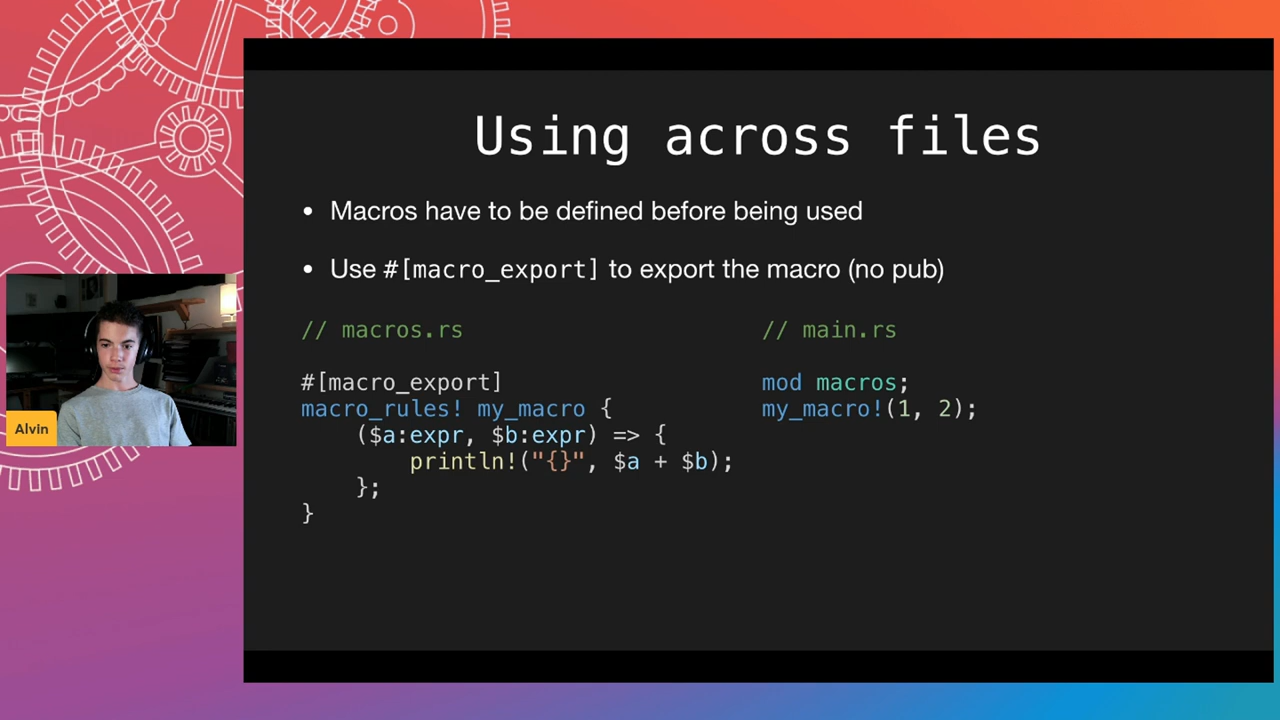 Using across files
• Macros have to be defined before being used
• Use #[macro_export] to export the macro (no pub)
// macros.rs
#[macro_export]
macro_rules! my_macro {
    ($a:expr, $b:expr) => {
        println!("{}", $a + $b);
    };
}
// main.rs
mod macros;
my_macro!(1, 2);
Alvin